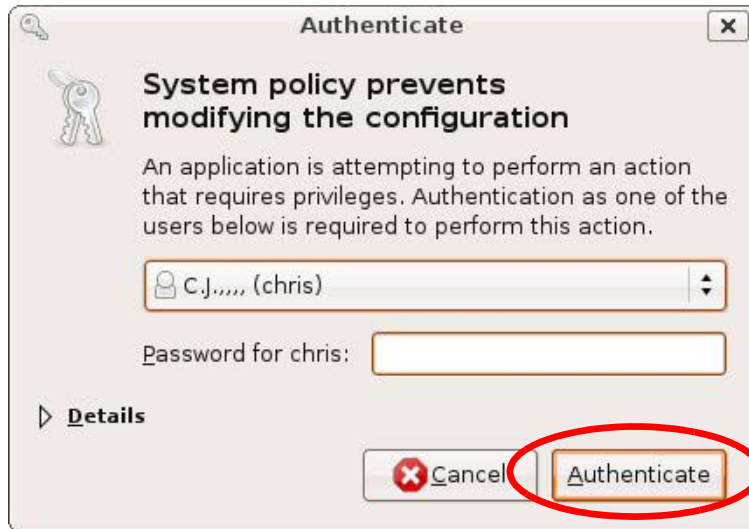 Authenticate
System policy prevents
modifying the configuration
An application is attempting to perform an action
that requires privileges. Authentication as one of the
users below is required to perform this action.
C.J.,,,, (chris)
Password for chris:
Details
Cancel Authenticate